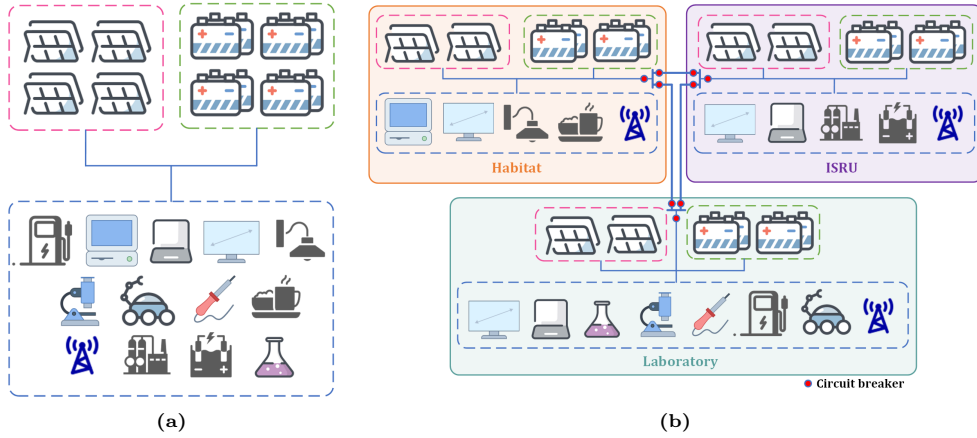 Habitat
ISRU
Laboratory
Circuit breaker
(a)
(b)